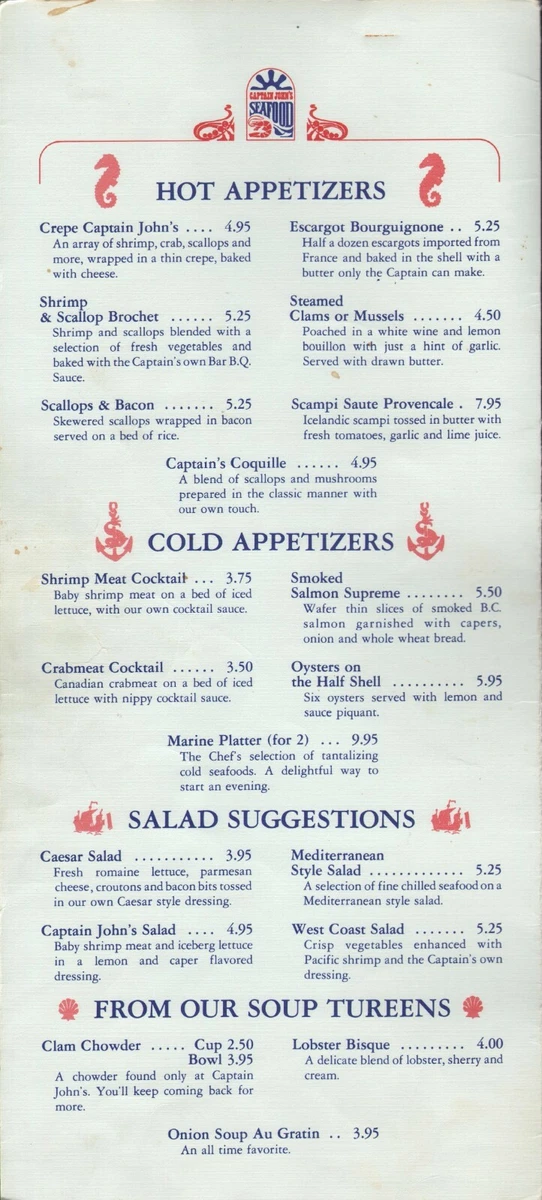 CAPTAIN JOHN'S
SEAFOOD
HOT APPETIZERS
Crepe Captain John's .... 4.95
An array of shrimp, crab, scallops and
more, wrapped in a thin crepe, baked
with cheese.
Escargot Bourguignone .. 5.25
Half a dozen escargots imported from
France and baked in the shell with a
butter only the Captain can make.
Shrimp
& Scallop Brochet ...... 5.25
Shrimp and scallops blended with a
selection of fresh vegetables and
baked with the Captain's own Bar B.Q.
Sauce.
Steamed
Clams or Mussels ....... 4.50
Poached in a white wine and lemon
bouillon with just a hint of garlic.
Served with drawn butter.
Scallops & Bacon ....... 5.25
Skewered scallops wrapped in bacon
served on a bed of rice.
Scampi Saute Provencale . 7.95
Icelandic scampi tossed in butter with
fresh tomatoes, garlic and lime juice.
Captain's Coquille ...... 4.95
A blend of scallops and mushrooms
prepared in the classic manner with
our own touch.
COLD APPETIZERS
Shrimp Meat Cocktail ... 3.75
Baby shrimp meat on a bed of iced
lettuce, with our own cocktail sauce.
Smoked
Salmon Supreme ........ 5.50
Wafer thin slices of smoked B.C.
salmon garnished with capers,
onion and whole wheat bread.
Crabmeat Cocktail ...... 3.50
Canadian crabmeat on a bed of iced
lettuce with nippy cocktail sauce.
Oysters on
the Half Shell .......... 5.95
Six oysters served with lemon and
sauce piquant.
Marine Platter (for 2) ... 9.95
The Chef's selection of tantalizing
cold seafoods. A delightful way to
start an evening.
SALAD SUGGESTIONS
Caesar Salad ........... 3.95
Fresh romaine lettuce, parmesan
cheese, croutons and bacon bits tossed
in our own Caesar style dressing.
Mediterranean
Style Salad ............. 5.25
A selection of fine chilled seafood on a
Mediterranean style salad.
Captain John's Salad .... 4.95
Baby shrimp meat and iceberg lettuce
in a lemon and caper flavored
dressing.
West Coast Salad ....... 5.25
Crisp vegetables enhanced with
Pacific shrimp and the Captain's own
dressing.
FROM OUR SOUP TUREENS
Clam Chowder ..... Cup 2.50
Bowl 3.95
A chowder found only at Captain
John's. You'll keep coming back for
more.
Lobster Bisque ......... 4.00
A delicate blend of lobster, sherry and
cream.
Onion Soup Au Gratin .. 3.95
An all time favorite.